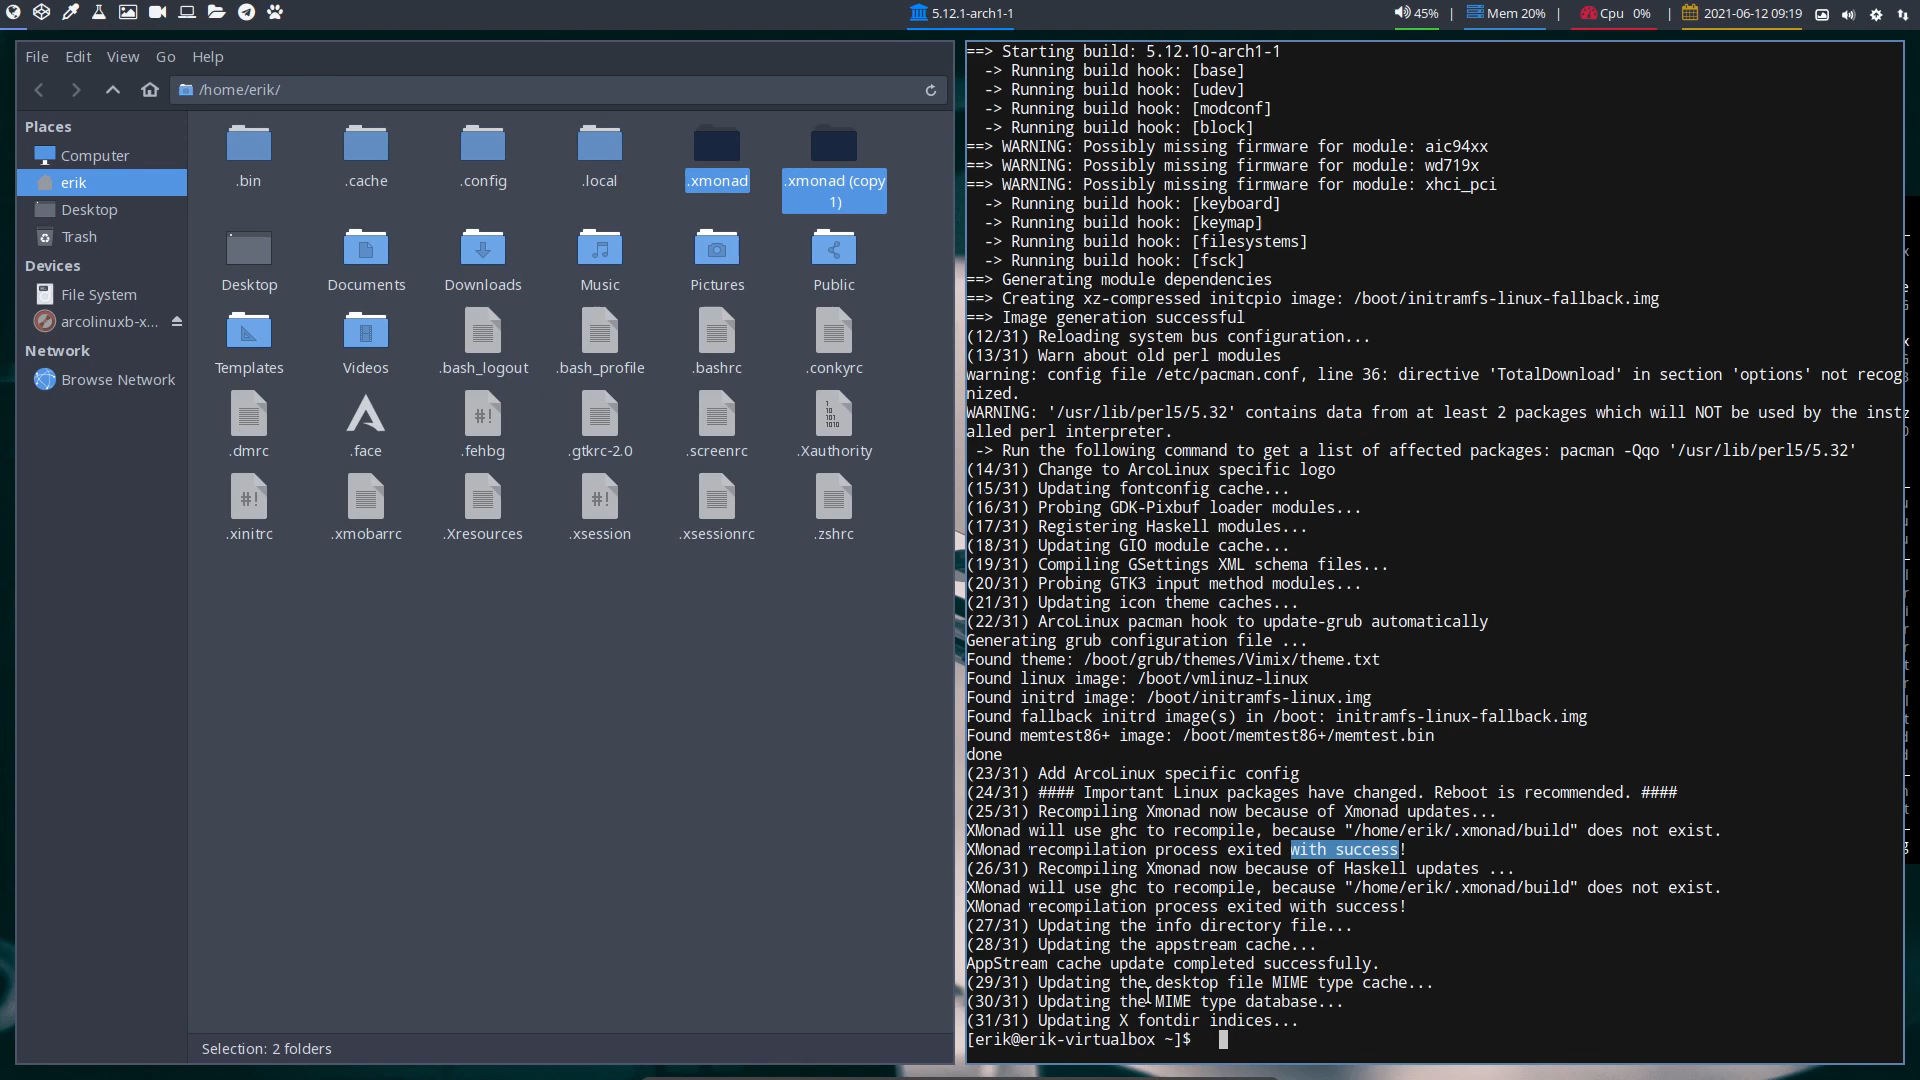 5.12.1-arch1-1
45% | Mem 20% | Cpu 0% | 2021-06-12 09:19
File Edit View Go Help
/home/erik/
Places
Computer
erik
Desktop
Trash
Devices
File System
arcolinuxb-x...
Network
Browse Network
.bin .cache .config .local .xmonad .xmonad (copy
1)
Desktop Documents Downloads Music Pictures Public
Templates Videos .bash_logout .bash_profile .bashrc .conkyrc
.dmrc .face .fehbg .gtkrc-2.0 .screenrc .Xauthority
.xinitrc .xmobarrc .Xresources .xsession .xsessionrc .zshrc
Selection: 2 folders
==> Starting build: 5.12.10-arch1-1
-> Running build hook: [base]
-> Running build hook: [udev]
-> Running build hook: [modconf]
-> Running build hook: [block]
==> WARNING: Possibly missing firmware for module: aic94xx
==> WARNING: Possibly missing firmware for module: wd719x
==> WARNING: Possibly missing firmware for module: xhci_pci
-> Running build hook: [keyboard]
-> Running build hook: [keymap]
-> Running build hook: [filesystems]
-> Running build hook: [fsck]
==> Generating module dependencies
==> Creating xz-compressed initcpio image: /boot/initramfs-linux-fallback.img
==> Image generation successful
(12/31) Reloading system bus configuration...
(13/31) Warn about old perl modules
warning: config file /etc/pacman.conf, line 36: directive 'TotalDownload' in section 'options' not recog
nized.
WARNING: '/usr/lib/perl5/5.32' contains data from at least 2 packages which will NOT be used by the inst
alled perl interpreter.
-> Run the following command to get a list of affected packages: pacman -Qqo '/usr/lib/perl5/5.32'
(14/31) Change to ArcoLinux specific logo
(15/31) Updating fontconfig cache...
(16/31) Probing GDK-Pixbuf loader modules...
(17/31) Registering Haskell modules...
(18/31) Updating GIO module cache...
(19/31) Compiling GSettings XML schema files...
(20/31) Probing GTK3 input method modules...
(21/31) Updating icon theme caches...
(22/31) ArcoLinux pacman hook to update-grub automatically
Generating grub configuration file ...
Found theme: /boot/grub/themes/Vimix/theme.txt
Found linux image: /boot/vmlinuz-linux
Found initrd image: /boot/initramfs-linux.img
Found fallback initrd image(s) in /boot: initramfs-linux-fallback.img
Found memtest86+ image: /boot/memtest86+/memtest.bin
done
(23/31) Add ArcoLinux specific config
(24/31) #### Important Linux packages have changed. Reboot is recommended. ####
(25/31) Recompiling Xmonad now because of Xmonad updates...
XMonad will use ghc to recompile, because "/home/erik/.xmonad/build" does not exist.
XMonad recompilation process exited with success!
(26/31) Recompiling Xmonad now because of Haskell updates ...
XMonad will use ghc to recompile, because "/home/erik/.xmonad/build" does not exist.
XMonad recompilation process exited with success!
(27/31) Updating the info directory file...
(28/31) Updating the appstream cache...
AppStream cache update completed successfully.
(29/31) Updating the desktop file MIME type cache...
(30/31) Updating the MIME type database...
(31/31) Updating X fontdir indices...
[erik@erik-virtualbox ~]$